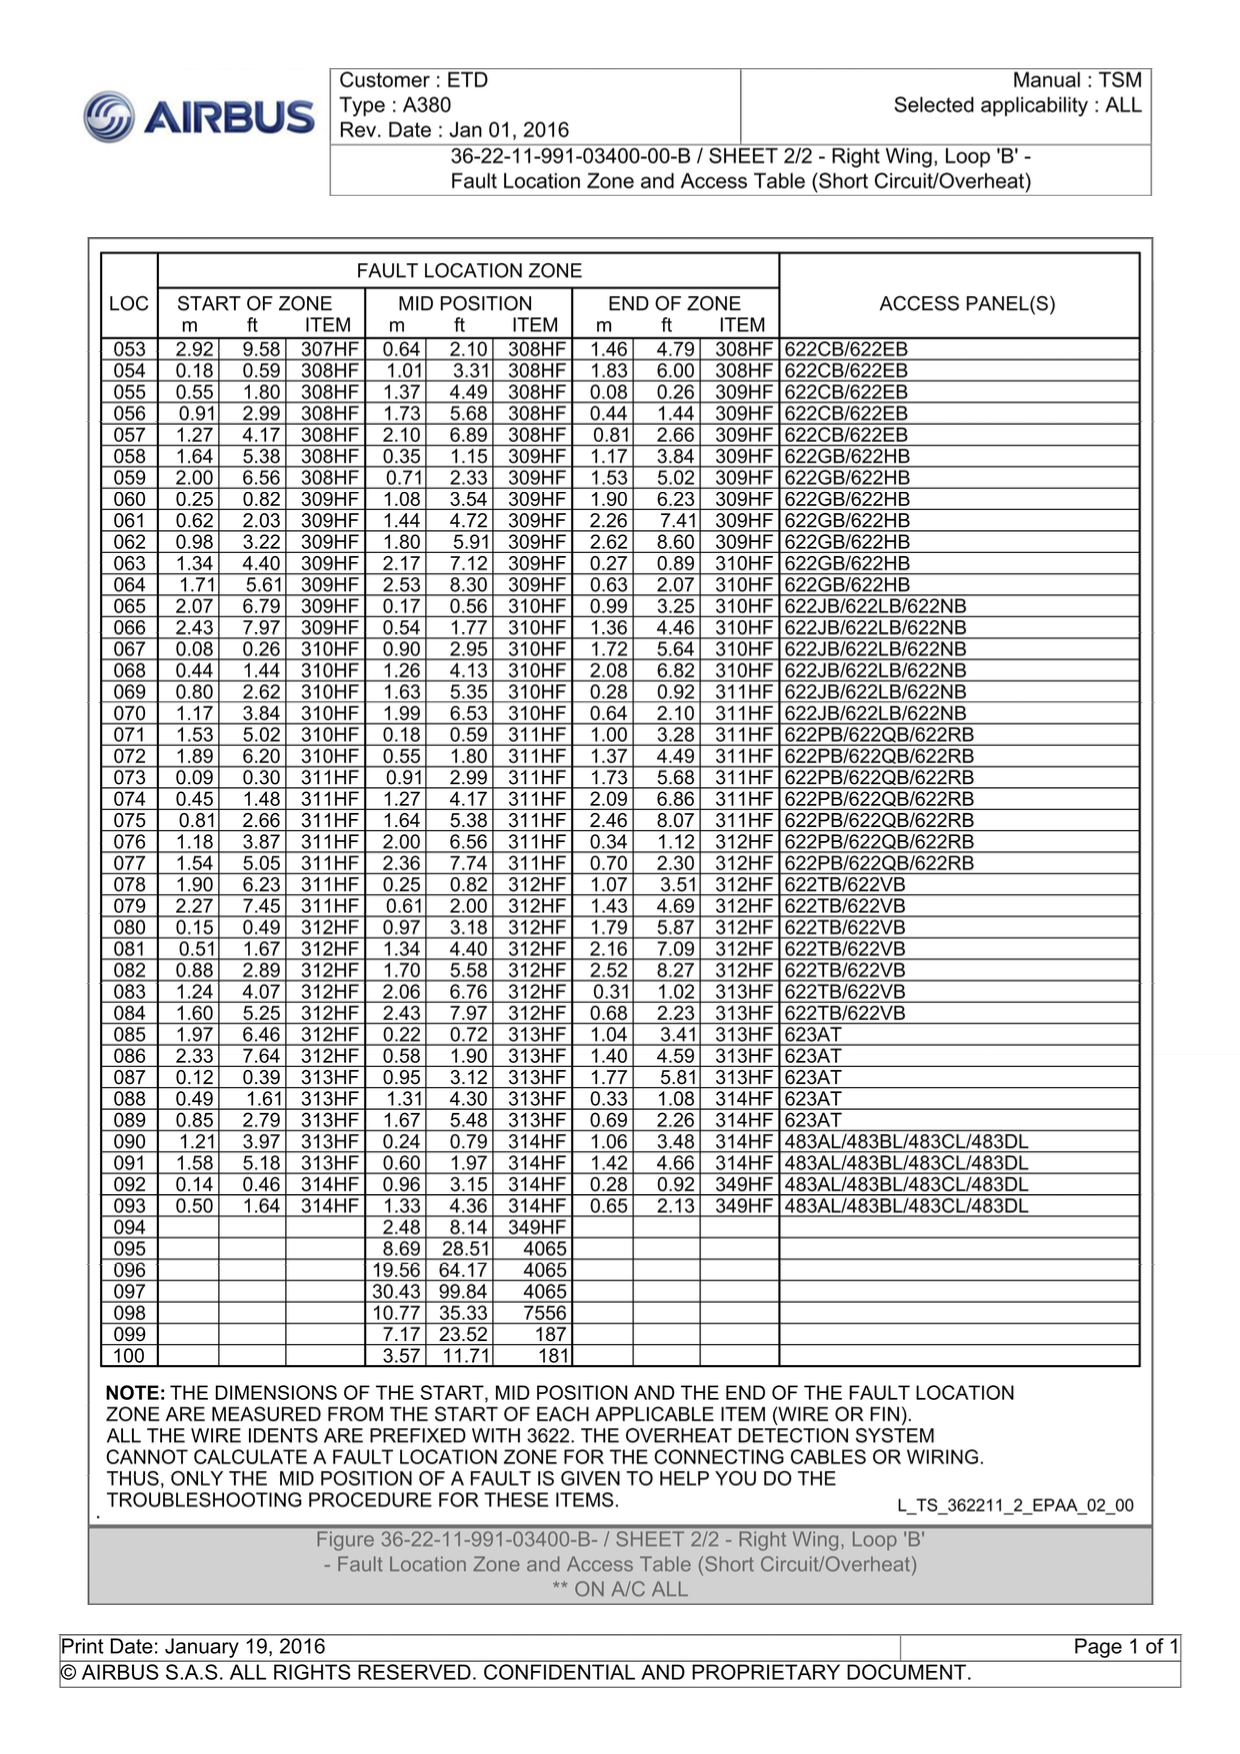 AIRBUS
Customer : ETD
Type : A380
Rev. Date : Jan 01, 2016
Manual : TSM
Selected applicability : ALL
36-22-11-991-03400-00-B / SHEET 2/2 - Right Wing, Loop 'B' -
Fault Location Zone and Access Table (Short Circuit/Overheat)
FAULT LOCATION ZONE
LOC START OF ZONE MID POSITION END OF ZONE ACCESS PANEL(S)
m ft ITEM m ft ITEM m ft ITEM
053 2.92 9.58 307HF 0.64 2.10 308HF 1.46 4.79 308HF 622CB/622EB
054 0.18 0.59 308HF 1.01 3.31 308HF 1.83 6.00 308HF 622CB/622EB
055 0.55 1.80 308HF 1.37 4.49 308HF 0.08 0.26 309HF 622CB/622EB
056 0.91 2.99 308HF 1.73 5.68 308HF 0.44 1.44 309HF 622CB/622EB
057 1.27 4.17 308HF 2.10 6.89 308HF 0.81 2.66 309HF 622CB/622EB
058 1.64 5.38 308HF 0.35 1.15 309HF 1.17 3.84 309HF 622GB/622HB
059 2.00 6.56 308HF 0.71 2.33 309HF 1.53 5.02 309HF 622GB/622HB
060 0.25 0.82 309HF 1.08 3.54 309HF 1.90 6.23 309HF 622GB/622HB
061 0.62 2.03 309HF 1.44 4.72 309HF 2.26 7.41 309HF 622GB/622HB
062 0.98 3.22 309HF 1.80 5.91 309HF 2.62 8.60 309HF 622GB/622HB
063 1.34 4.40 309HF 2.17 7.12 309HF 0.27 0.89 310HF 622GB/622HB
064 1.71 5.61 309HF 2.53 8.30 309HF 0.63 2.07 310HF 622GB/622HB
065 2.07 6.79 309HF 0.17 0.56 310HF 0.99 3.25 310HF 622JB/622LB/622NB
066 2.43 7.97 309HF 0.54 1.77 310HF 1.36 4.46 310HF 622JB/622LB/622NB
067 0.08 0.26 310HF 0.90 2.95 310HF 1.72 5.64 310HF 622JB/622LB/622NB
068 0.44 1.44 310HF 1.26 4.13 310HF 2.08 6.82 310HF 622JB/622LB/622NB
069 0.80 2.62 310HF 1.63 5.35 310HF 0.28 0.92 311HF 622JB/622LB/622NB
070 1.17 3.84 310HF 1.99 6.53 310HF 0.64 2.10 311HF 622JB/622LB/622NB
071 1.53 5.02 310HF 0.18 0.59 311HF 1.00 3.28 311HF 622PB/622QB/622RB
072 1.89 6.20 310HF 0.55 1.80 311HF 1.37 4.49 311HF 622PB/622QB/622RB
073 0.09 0.30 311HF 0.91 2.99 311HF 1.73 5.68 311HF 622PB/622QB/622RB
074 0.45 1.48 311HF 1.27 4.17 311HF 2.09 6.86 311HF 622PB/622QB/622RB
075 0.81 2.66 311HF 1.64 5.38 311HF 2.46 8.07 311HF 622PB/622QB/622RB
076 1.18 3.87 311HF 2.00 6.56 311HF 0.34 1.12 312HF 622PB/622QB/622RB
077 1.54 5.05 311HF 2.36 7.74 311HF 0.70 2.30 312HF 622PB/622QB/622RB
078 1.90 6.23 311HF 0.25 0.82 312HF 1.07 3.51 312HF 622TB/622VB
079 2.27 7.45 311HF 0.61 2.00 312HF 1.43 4.69 312HF 622TB/622VB
080 0.15 0.49 312HF 0.97 3.18 312HF 1.79 5.87 312HF 622TB/622VB
081 0.51 1.67 312HF 1.34 4.40 312HF 2.16 7.09 312HF 622TB/622VB
082 0.88 2.89 312HF 1.70 5.58 312HF 2.52 8.27 312HF 622TB/622VB
083 1.24 4.07 312HF 2.06 6.76 312HF 0.31 1.02 313HF 622TB/622VB
084 1.60 5.25 312HF 2.43 7.97 312HF 0.68 2.23 313HF 622TB/622VB
085 1.97 6.46 312HF 0.22 0.72 313HF 1.04 3.41 313HF 623AT
086 2.33 7.64 312HF 0.58 1.90 313HF 1.40 4.59 313HF 623AT
087 0.12 0.39 313HF 0.95 3.12 313HF 1.77 5.81 313HF 623AT
088 0.49 1.61 313HF 1.31 4.30 313HF 0.33 1.08 314HF 623AT
089 0.85 2.79 313HF 1.67 5.48 313HF 0.69 2.26 314HF 623AT
090 1.21 3.97 313HF 0.24 0.79 314HF 1.06 3.48 314HF 483AL/483BL/483CL/483DL
091 1.58 5.18 313HF 0.60 1.97 314HF 1.42 4.66 314HF 483AL/483BL/483CL/483DL
092 0.14 0.46 314HF 0.96 3.15 314HF 0.28 0.92 349HF 483AL/483BL/483CL/483DL
093 0.50 1.64 314HF 1.33 4.36 314HF 0.65 2.13 349HF 483AL/483BL/483CL/483DL
094 2.48 8.14 349HF
095 8.69 28.51 4065
096 19.56 64.17 4065
097 30.43 99.84 4065
098 10.77 35.33 7556
099 7.17 23.52 187
100 3.57 11.71 181
NOTE: THE DIMENSIONS OF THE START, MID POSITION AND THE END OF THE FAULT LOCATION
ZONE ARE MEASURED FROM THE START OF EACH APPLICABLE ITEM (WIRE OR FIN).
ALL THE WIRE IDENTS ARE PREFIXED WITH 3622. THE OVERHEAT DETECTION SYSTEM
CANNOT CALCULATE A FAULT LOCATION ZONE FOR THE CONNECTING CABLES OR WIRING.
THUS, ONLY THE MID POSITION OF A FAULT IS GIVEN TO HELP YOU DO THE
TROUBLESHOOTING PROCEDURE FOR THESE ITEMS.
L_TS_362211_2_EPAA_02_00
Figure 36-22-11-991-03400-B- / SHEET 2/2 - Right Wing, Loop 'B'
- Fault Location Zone and Access Table (Short Circuit/Overheat)
** ON A/C ALL
Print Date: January 19, 2016
Page 1 of 1
© AIRBUS S.A.S. ALL RIGHTS RESERVED. CONFIDENTIAL AND PROPRIETARY DOCUMENT.